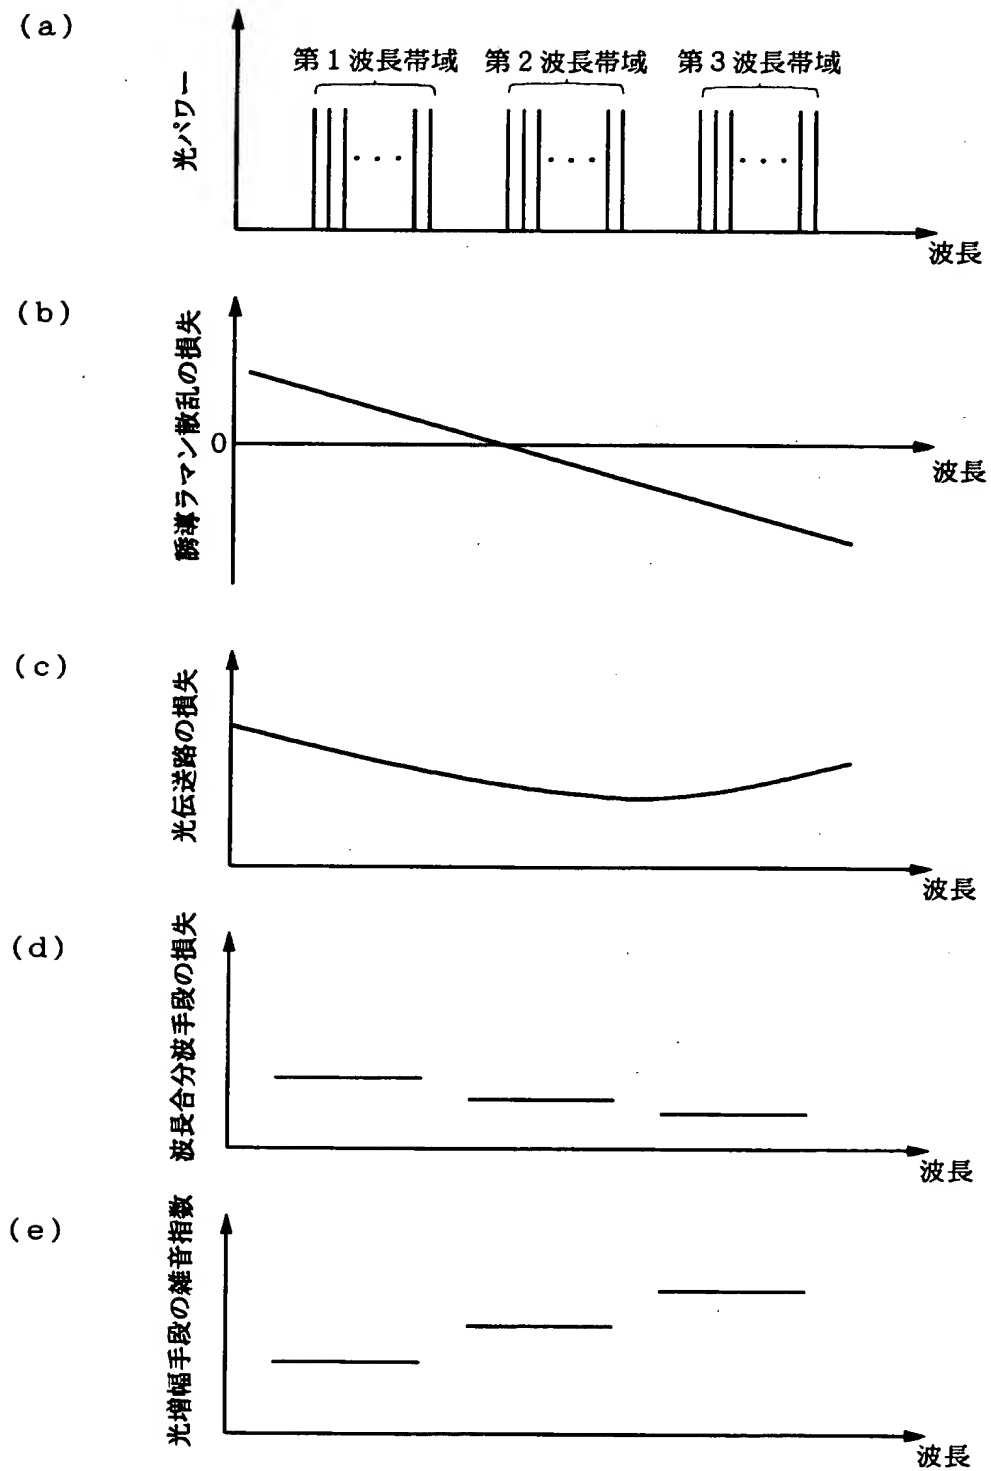 (a)
光パワー
第1波長帯域 第2波長帯域 第3波長帯域
... ... ...
波長
(b)
誘導ラマン散乱の損失
0
波長
(c)
光伝送路の損失
波長
(d)
波長合分波手段の損失
波長
(e)
光増幅手段の雑音指数
波長